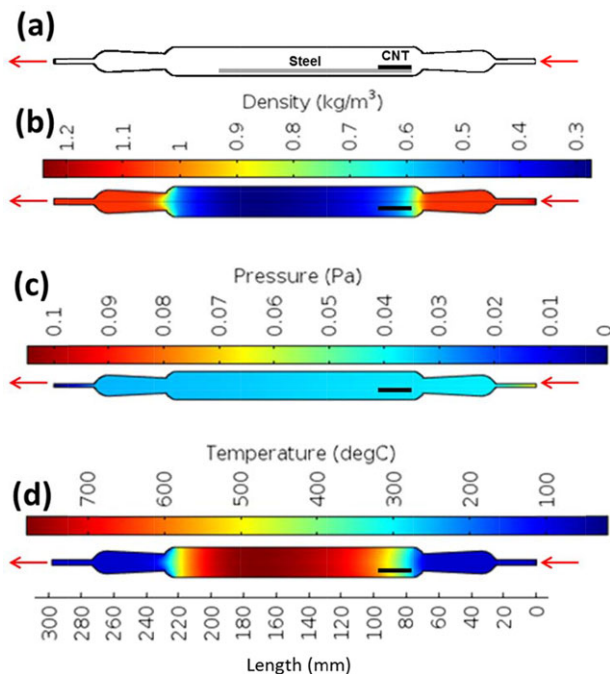 (a)
Steel
CNT
Density (kg/m³)
(b)
1.2 1.1 1 0.9 0.8 0.7 0.6 0.5 0.4 0.3
(c)
Pressure (Pa)
0.1 0.09 0.08 0.07 0.06 0.05 0.04 0.03 0.02 0.01 0
Temperature (degC)
(d)
700 600 500 400 300 200 100
300 280 260 240 220 200 180 160 140 120 100 80 60 40 20 0
Length (mm)